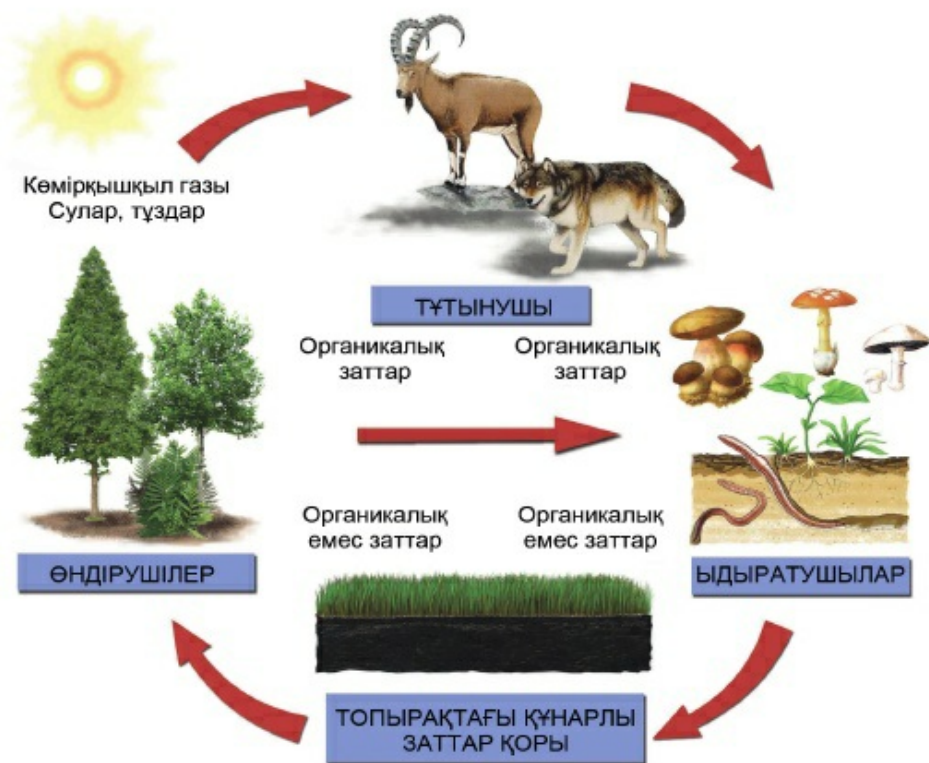 Көмірқышқыл газы
Сулар, тұздар
ТҰТЫНУШЫ
Органикалық
заттар
Органикалық
заттар
Органикалық
емес заттар
Органикалық
емес заттар
ӨНДІРУШІЛЕР
ЫДЫРАТУШЫЛАР
ТОПЫРАҚТАҒЫ ҚҰНАРЛЫ
ЗАТТАР ҚОРЫ